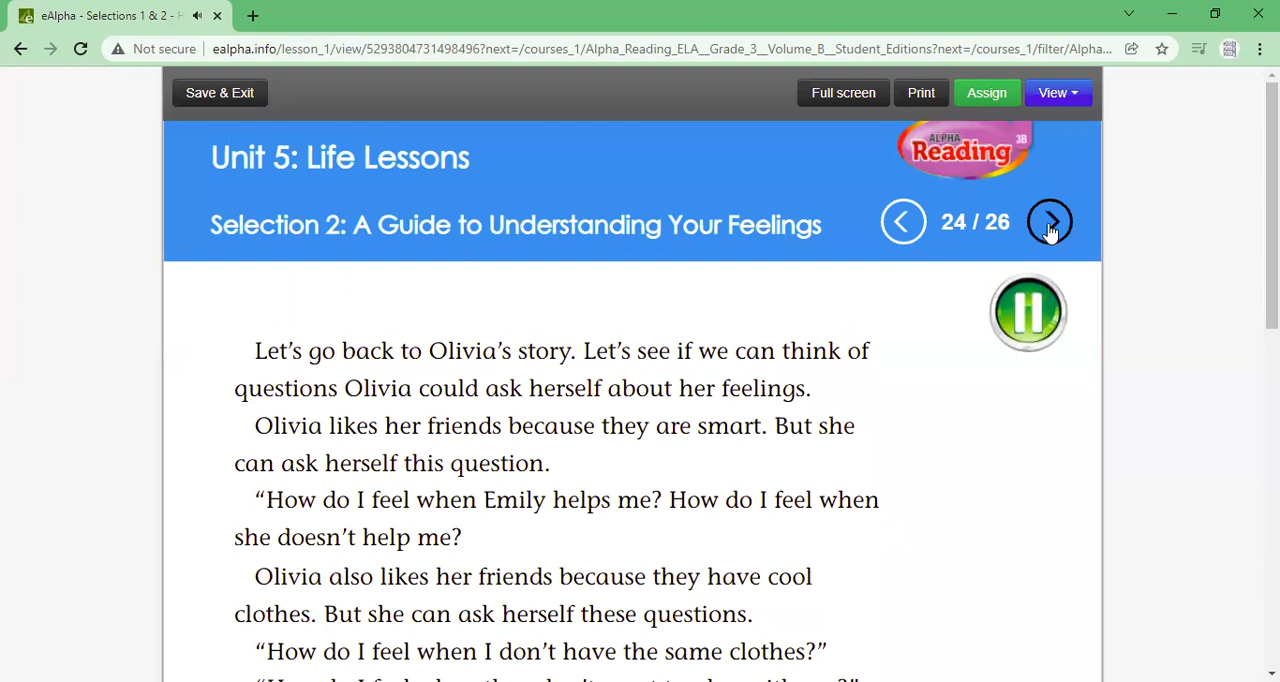 eAlpha - Selections 1 & 2 - H
Not secure
ealpha.info/lesson_1/view/5293804731498496?next=/courses_1/Alpha_Reading_ELA__Grade_3__Volume_B__Student_Editions?next=/courses_1/filter/Alpha...
Save & Exit
Full screen
Print
Assign
View
Unit 5: Life Lessons
ALPHA 3B
Reading
Selection 2: A Guide to Understanding Your Feelings
24 / 26
Let’s go back to Olivia’s story. Let’s see if we can think of
questions Olivia could ask herself about her feelings.
Olivia likes her friends because they are smart. But she
can ask herself this question.
“How do I feel when Emily helps me? How do I feel when
she doesn’t help me?
Olivia also likes her friends because they have cool
clothes. But she can ask herself these questions.
“How do I feel when I don’t have the same clothes?”